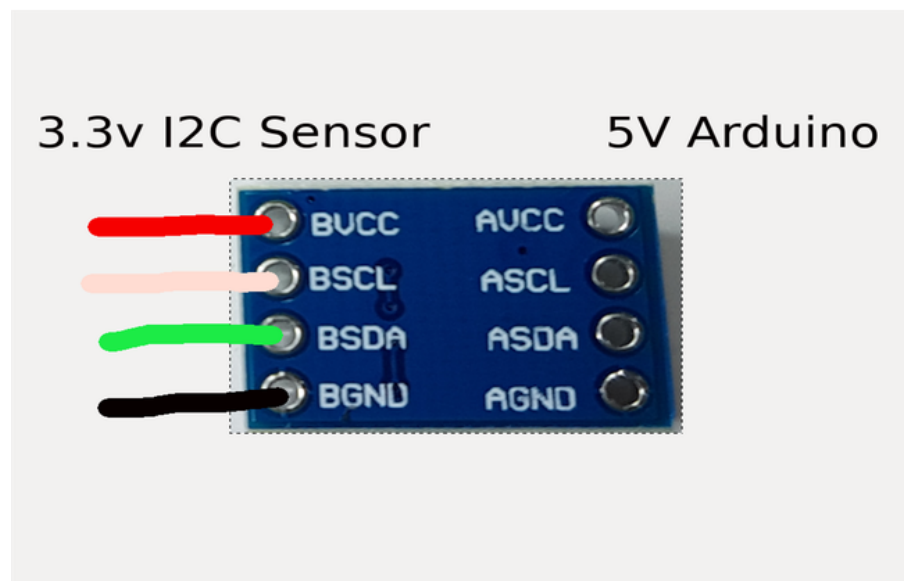 3.3v I2C Sensor 5V Arduino
BVCC AVCC
BSCL ASCL
BSDA ASDA
BGND AGND